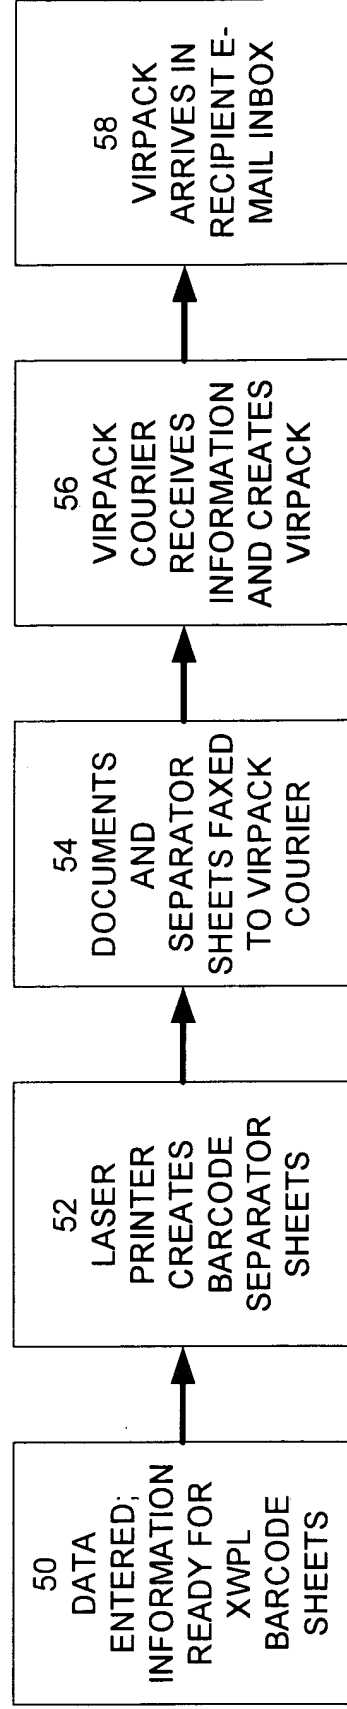 50
DATA
ENTERED;
INFORMATION
READY FOR
XWPL
BARCODE
SHEETS
52
LASER
PRINTER
CREATES
BARCODE
SEPARATOR
SHEETS
54
DOCUMENTS
AND
SEPARATOR
SHEETS FAXED
TO VIRPACK
COURIER
56
VIRPACK
COURIER
RECEIVES
INFORMATION
AND CREATES
VIRPACK
58
VIRPACK
ARRIVES IN
RECIPIENT E-
MAIL INBOX